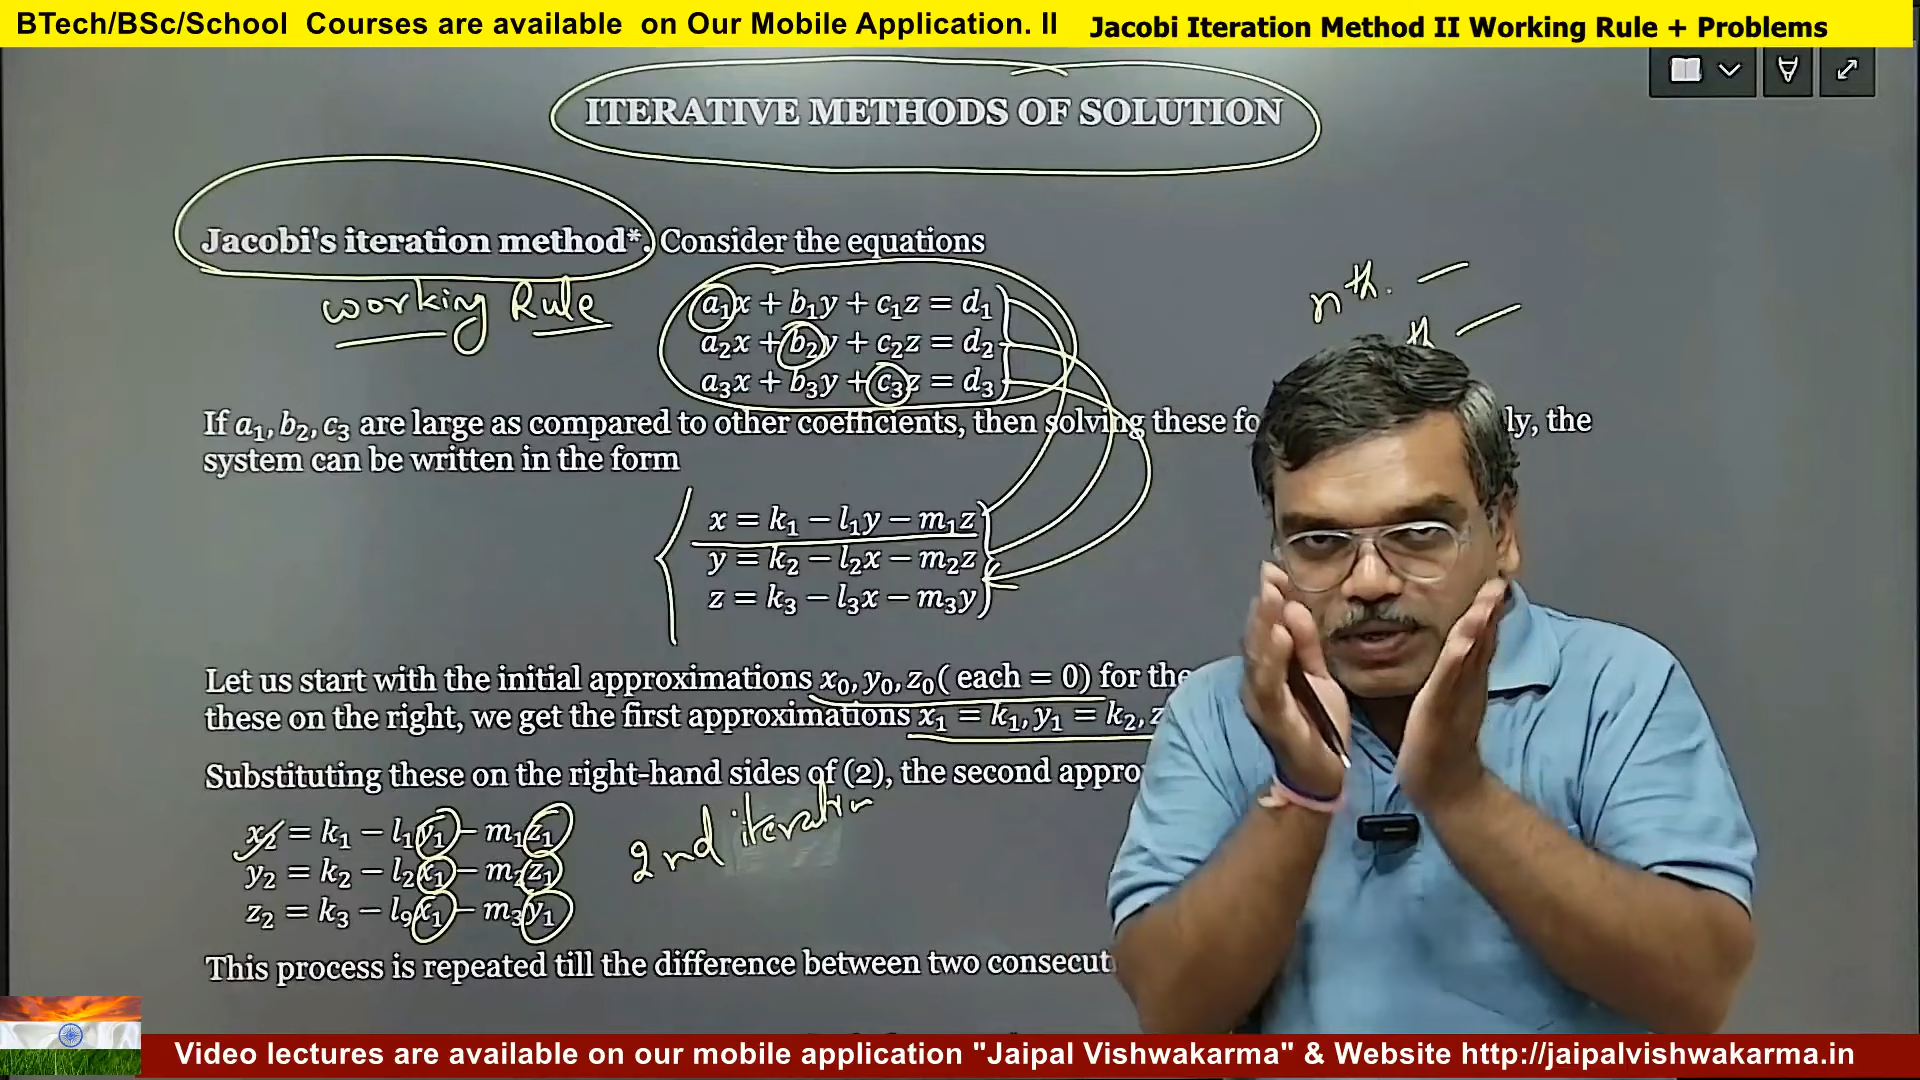 BTech/BSc/School Courses are available on Our Mobile Application. II Jacobi Iteration Method II Working Rule + Problems
ITERATIVE METHODS OF SOLUTION
Jacobi's iteration method*. Consider the equations
working Rule
a₁x + b₁y + c₁z = d₁
a₂x + b₂y + c₂z = d₂
a₃x + b₃y + c₃z = d₃
nth.
th
If a₁, b₂, c₃ are large as compared to other coefficients, then solving these fo ly, the
system can be written in the form
x = k₁ − l₁y − m₁z
y = k₂ − l₂x − m₂z
z = k₃ − l₃x − m₃y
Let us start with the initial approximations x₀, y₀, z₀( each = 0) for the
these on the right, we get the first approximations x₁ = k₁, y₁ = k₂, z
Substituting these on the right-hand sides of (2), the second appro
x₂ = k₁ − l₁y₁ − m₁z₁
y₂ = k₂ − l₂x₁ − m₂z₁
z₂ = k₃ − l₉x₁ − m₃y₁
2nd iteration
This process is repeated till the difference between two consecut
Video lectures are available on our mobile application "Jaipal Vishwakarma" & Website http://jaipalvishwakarma.in